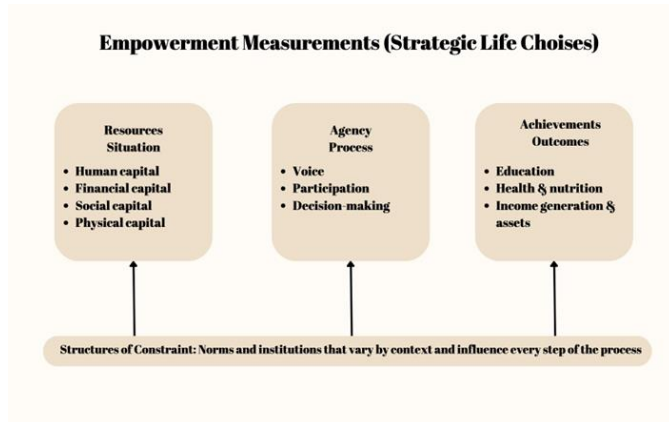 Empowerment Measurements (Strategic Life Choises)
Resources
Situation
• Human capital
• Financial capital
• Social capital
• Physical capital
Agency
Process
• Voice
• Participation
• Decision-making
Achievements
Outcomes
• Education
• Health & nutrition
• Income generation &
assets
Structures of Constraint: Norms and institutions that vary by context and influence every step of the process